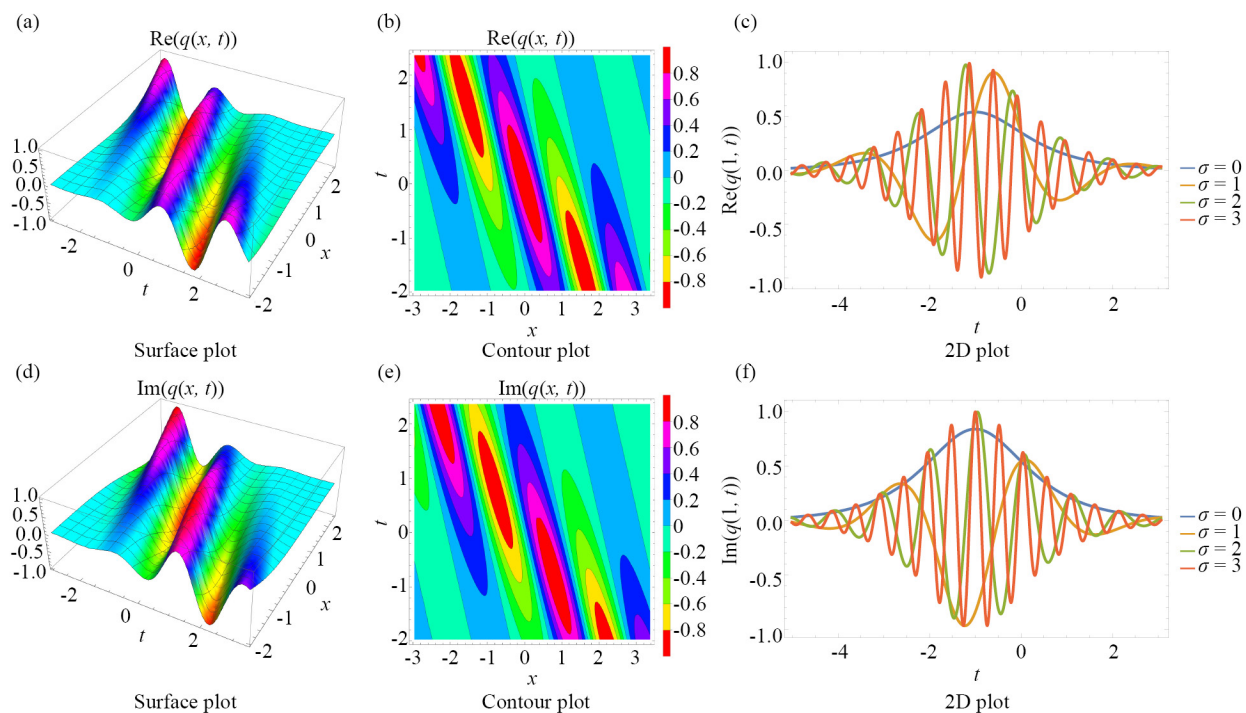 (a)
Re(q(x, t))
1.0
0.5
0.0
-0.5
-1.0
-2
0
2
t
-2
-1
0
1
2
x
Surface plot
(b)
Re(q(x, t))
2
1
0
-1
-2
t
-3 -2 -1 0 1 2 3
x
0.8
0.6
0.4
0.2
0
-0.2
-0.4
-0.6
-0.8
Contour plot
(c)
1.0
0.5
0.0
-0.5
-1.0
Re(q(1, t))
-4 -2 0 2
t
σ = 0
σ = 1
σ = 2
σ = 3
2D plot
(d)
Im(q(x, t))
1.0
0.5
0.0
-0.5
-1.0
-2
0
2
t
-2
-1
0
1
2
x
Surface plot
(e)
Im(q(x, t))
2
1
0
-1
-2
t
-3 -2 -1 0 1 2 3
x
0.8
0.6
0.4
0.2
0
-0.2
-0.4
-0.6
-0.8
Contour plot
(f)
1.0
0.5
0.0
-0.5
-1.0
Im(q(1, t))
-4 -2 0 2
t
σ = 0
σ = 1
σ = 2
σ = 3
2D plot